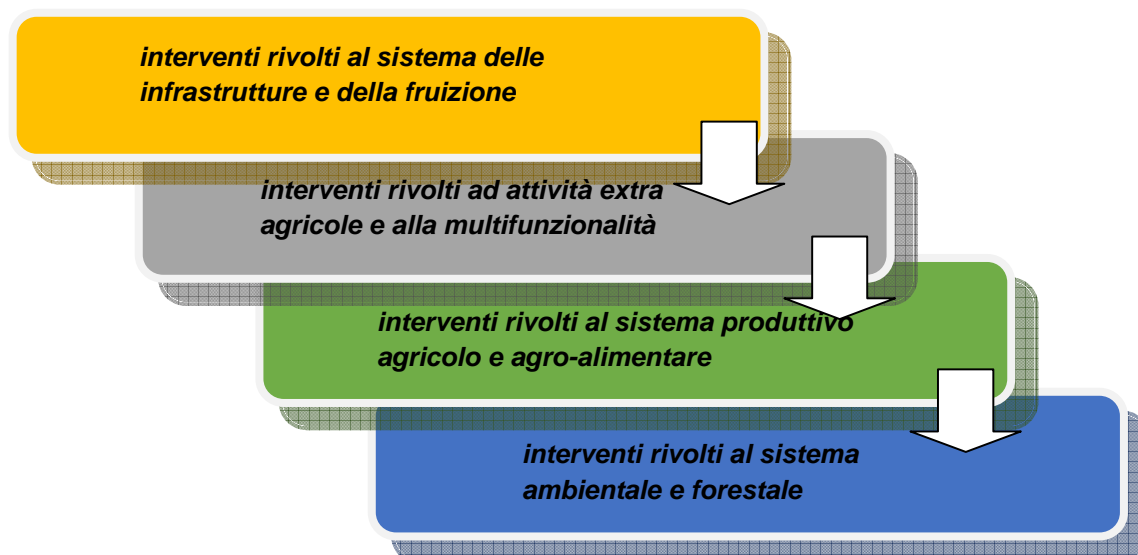 interventi rivolti al sistema delle
infrastrutture e della fruizione
interventi rivolti ad attività extra
agricole e alla multifunzionalità
interventi rivolti al sistema produttivo
agricolo e agro-alimentare
interventi rivolti al sistema
ambientale e forestale